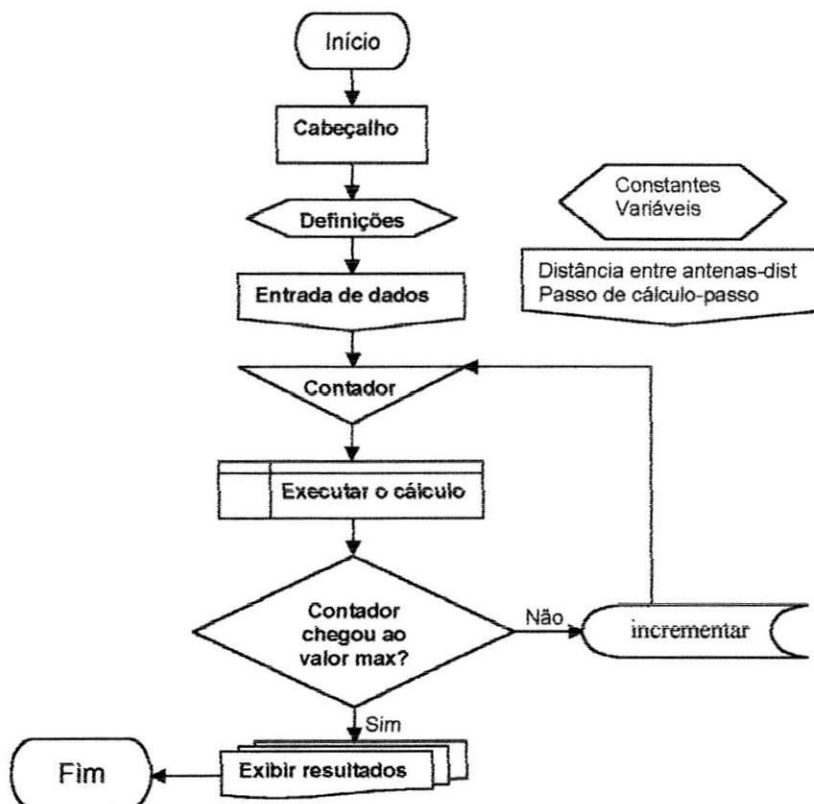 Início
Cabeçalho
Definições
Constantes
Variáveis
Entrada de dados
Distância entre antenas-dist
Passo de cálculo-passo
Contador
Executar o cálculo
Contador
chegou ao
valor max?
Não
incrementar
Sim
Exibir resultados
Fim